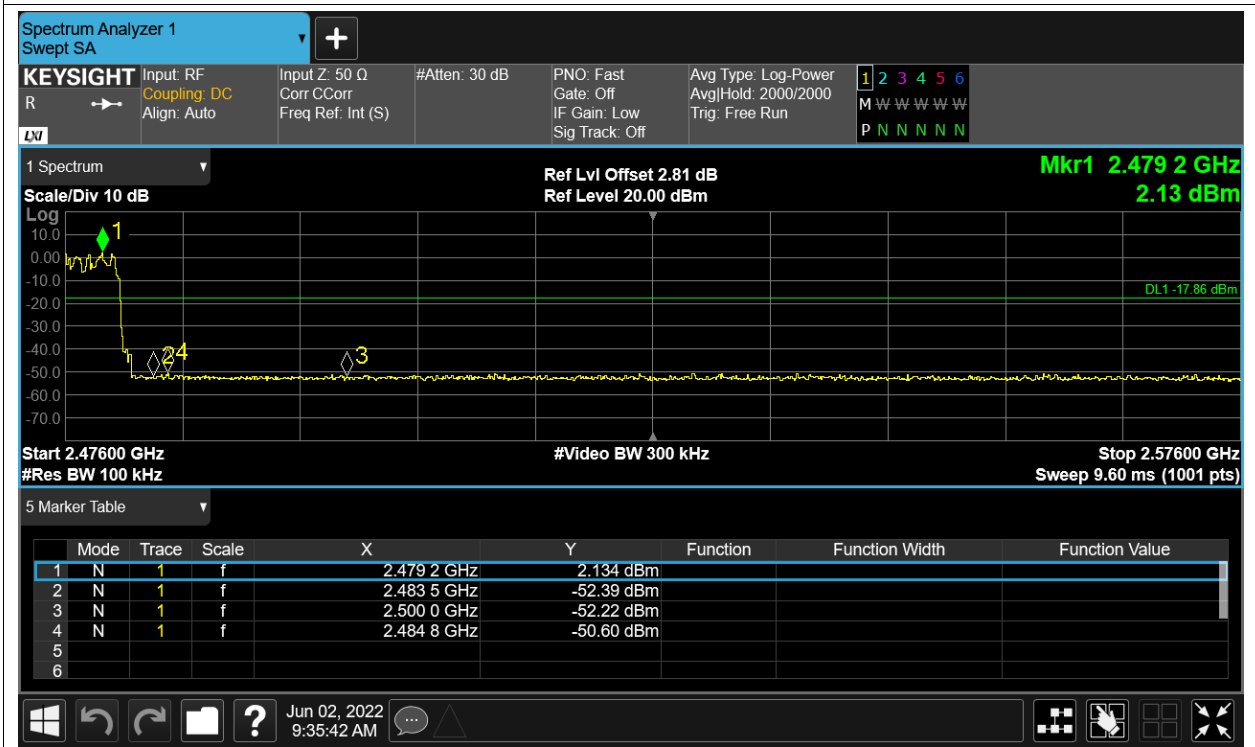 Spectrum Analyzer 1
Swept SA
+
KEYSIGHT
R
LXI
Input: RF
Coupling: DC
Align: Auto
Input Z: 50 Ω
Corr CCorr
Freq Ref: Int (S)
#Atten: 30 dB
PNO: Fast
Gate: Off
IF Gain: Low
Sig Track: Off
Avg Type: Log-Power
Avg|Hold: 2000/2000
Trig: Free Run
1 2 3 4 5 6
M W W W W W
P N N N N N
1 Spectrum
Scale/Div 10 dB
Ref Lvl Offset 2.81 dB
Ref Level 20.00 dBm
Mkr1 2.479 2 GHz
2.13 dBm
Log
10.0
0.00
-10.0
-20.0
-30.0
-40.0
-50.0
-60.0
-70.0
1
2 4
3
DL1 -17.86 dBm
Start 2.47600 GHz
#Video BW 300 kHz
Stop 2.57600 GHz
#Res BW 100 kHz
Sweep 9.60 ms (1001 pts)
5 Marker Table
Mode Trace Scale X Y Function Function Width Function Value
1 N 1 f 2.479 2 GHz 2.134 dBm
2 N 1 f 2.483 5 GHz -52.39 dBm
3 N 1 f 2.500 0 GHz -52.22 dBm
4 N 1 f 2.484 8 GHz -50.60 dBm
5
6
?
Jun 02, 2022
9:35:42 AM